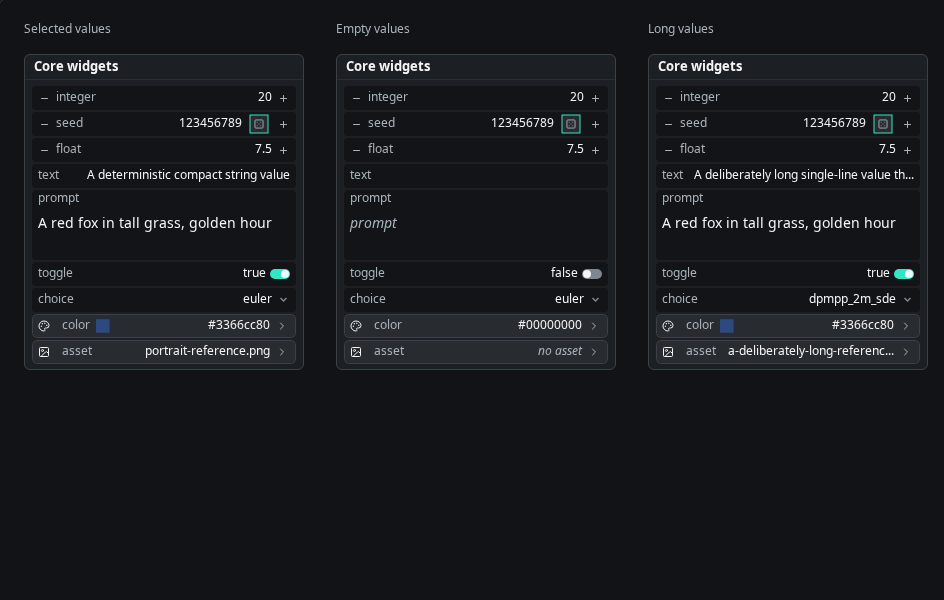 Selected values
Core widgets
– integer 20 +
– seed 123456789 +
– float 7.5 +
text A deterministic compact string value
prompt
A red fox in tall grass, golden hour
toggle true
choice euler
color #3366cc80
asset portrait-reference.png
Empty values
Core widgets
– integer 20 +
– seed 123456789 +
– float 7.5 +
text
prompt
prompt
toggle false
choice euler
color #00000000
asset no asset
Long values
Core widgets
– integer 20 +
– seed 123456789 +
– float 7.5 +
text A deliberately long single-line value th...
prompt
A red fox in tall grass, golden hour
toggle true
choice dpmpp_2m_sde
color #3366cc80
asset a-deliberately-long-referenc...